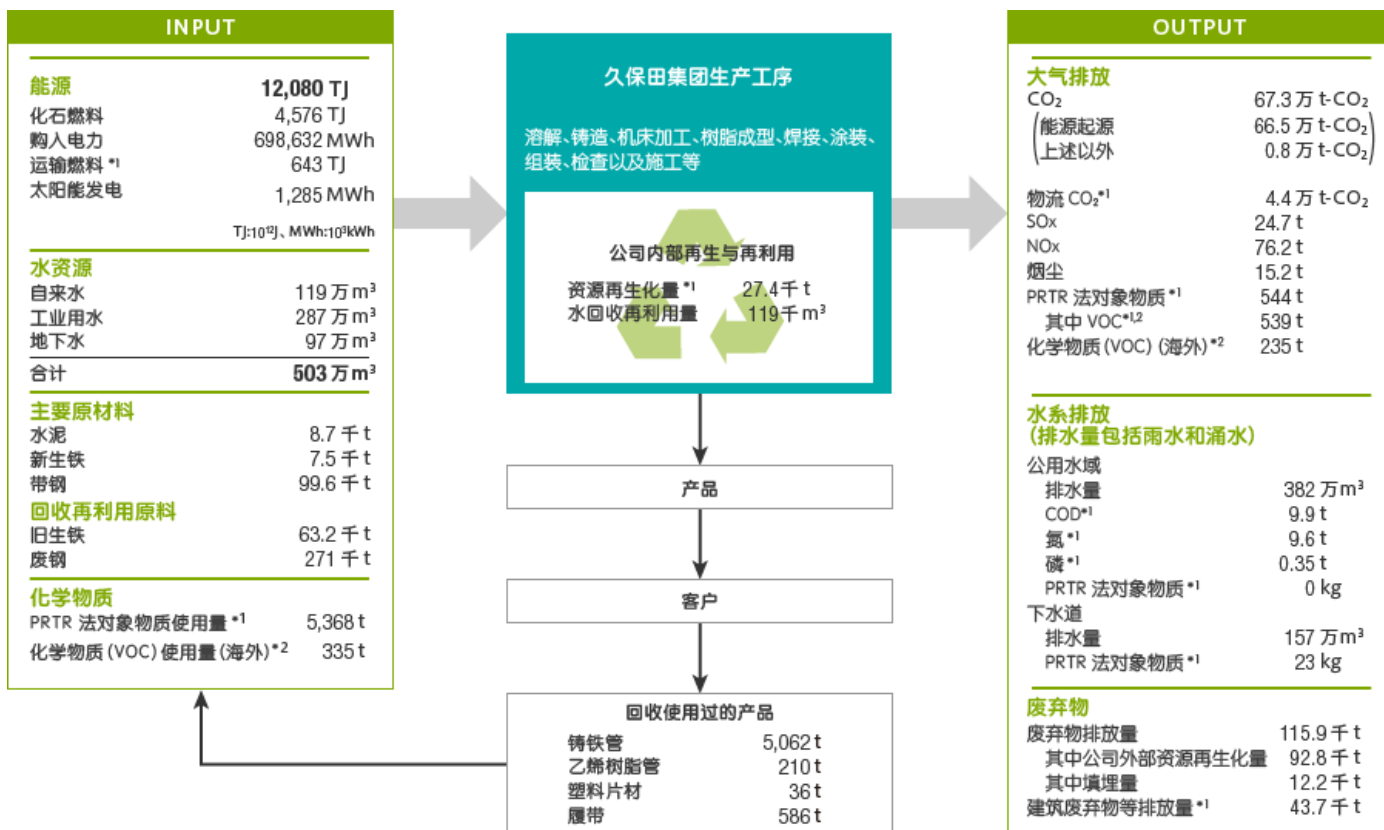 INPUT
能源 12,080 TJ
化石燃料 4,576 TJ
购入电力 698,632 MWh
运输燃料 *1 643 TJ
太阳能发电 1,285 MWh
TJ:10¹²J、MWh:10³kWh
水资源
自来水 119 万 m³
工业用水 287 万 m³
地下水 97 万 m³
合计 503 万 m³
主要原材料
水泥 8.7 千 t
新生铁 7.5 千 t
带钢 99.6 千 t
回收再利用原料
旧生铁 63.2 千 t
废钢 271 千 t
化学物质
PRTR 法对象物质使用量 *1 5,368 t
化学物质 (VOC) 使用量 (海外) *2 335 t
久保田集团生产工序
溶解、铸造、机床加工、树脂成型、焊接、涂装、
组装、检查以及施工等
公司内部再生与再利用
资源再生化量 *1 27.4 千 t
水回收再利用量 119 千 m³
产品
客户
回收使用过的产品
铸铁管 5,062 t
乙烯树脂管 210 t
塑料片材 36 t
履带 586 t
OUTPUT
大气排放
CO₂ 67.3 万 t-CO₂
(能源起源 66.5 万 t-CO₂
上述以外 0.8 万 t-CO₂)
物流 CO₂*1 4.4 万 t-CO₂
SOx 24.7 t
NOx 76.2 t
烟尘 15.2 t
PRTR 法对象物质 *1 544 t
其中 VOC*1,2 539 t
化学物质 (VOC) (海外) *2 235 t
水系排放
(排水量包括雨水和涌水)
公用水域
排水量 382 万 m³
COD*1 9.9 t
氮 *1 9.6 t
磷 *1 0.35 t
PRTR 法对象物质 *1 0 kg
下水道
排水量 157 万 m³
PRTR 法对象物质 *1 23 kg
废弃物
废弃物排放量 115.9 千 t
其中公司外部资源再生化量 92.8 千 t
其中填埋量 12.2 千 t
建筑废弃物等排放量 *1 43.7 千 t